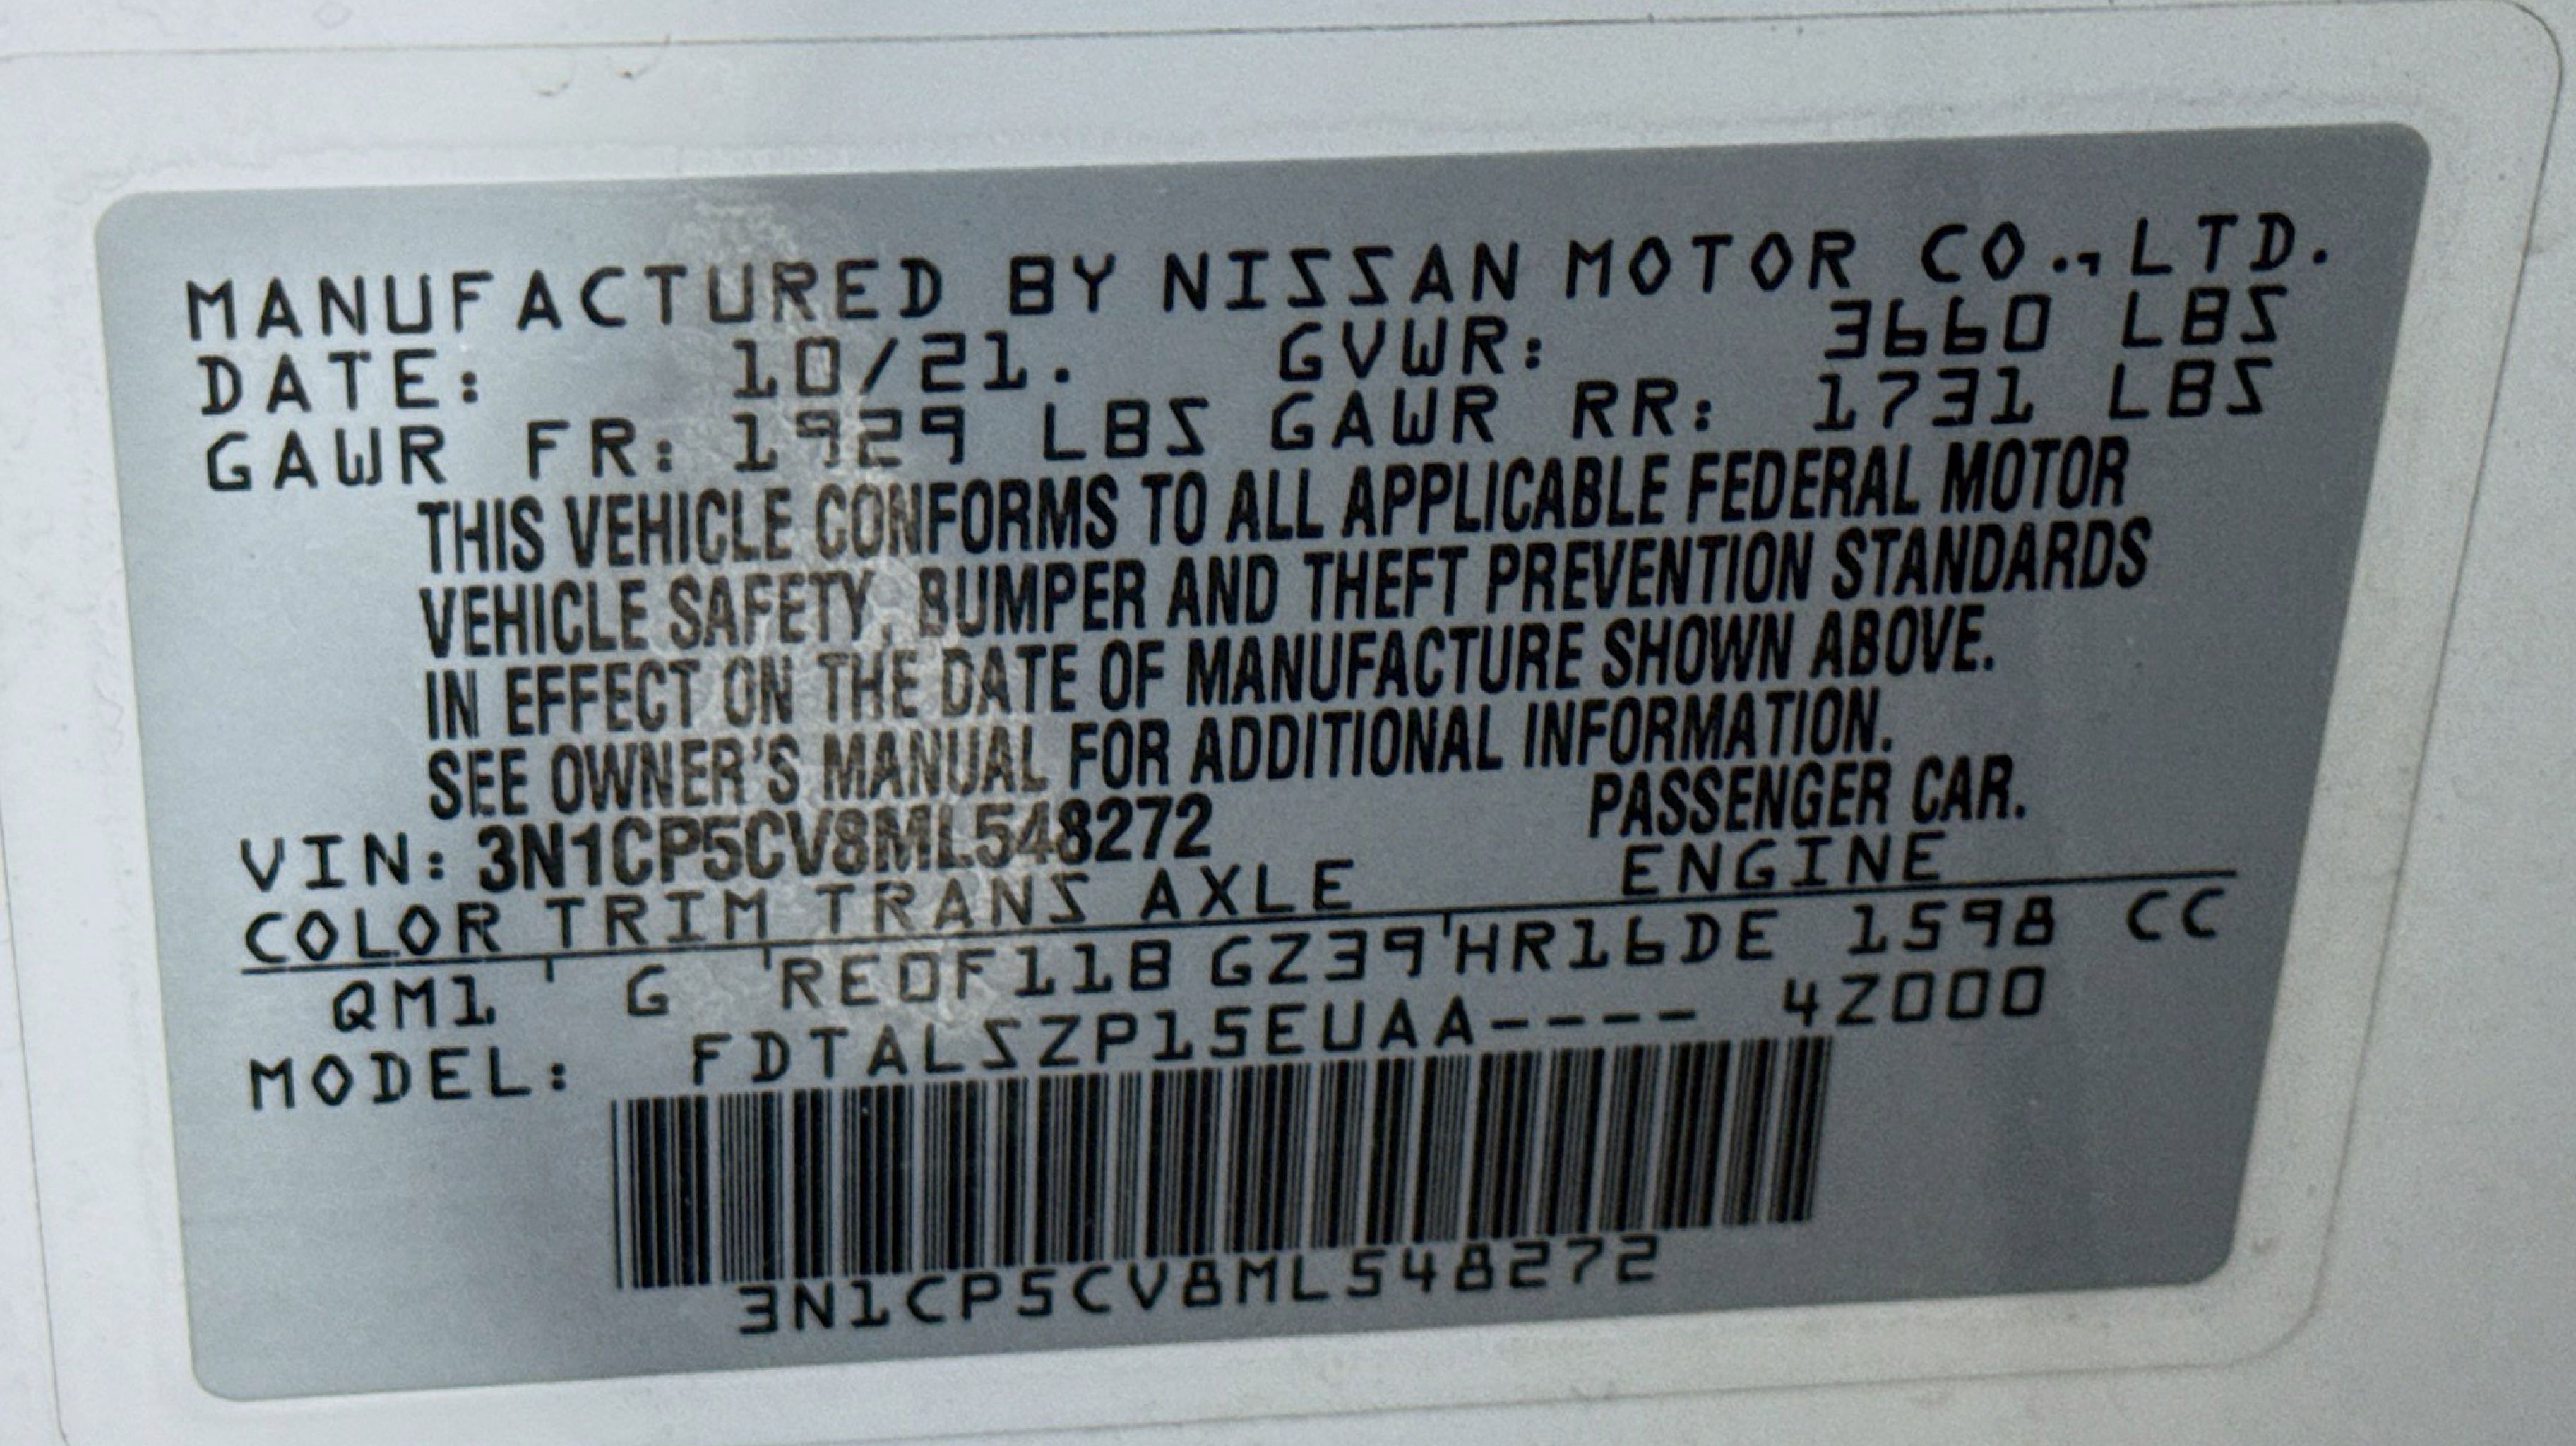 MANUFACTURED BY NISSAN MOTOR CO.,LTD.
DATE: 10/21. GVWR: 3660 LBS
GAWR FR: 1929 LBS GAWR RR: 1731 LBS
THIS VEHICLE CONFORMS TO ALL APPLICABLE FEDERAL MOTOR
VEHICLE SAFETY, BUMPER AND THEFT PREVENTION STANDARDS
IN EFFECT ON THE DATE OF MANUFACTURE SHOWN ABOVE.
SEE OWNER'S MANUAL FOR ADDITIONAL INFORMATION.
VIN: 3N1CP5CV8ML548272 PASSENGER CAR.
COLOR TRIM TRANS AXLE ENGINE
QM1 G RE0F11B GZ39 HR16DE 1598 CC
MODEL: FDTALSZP15EUAA---- 4Z000
3N1CP5CV8ML548272